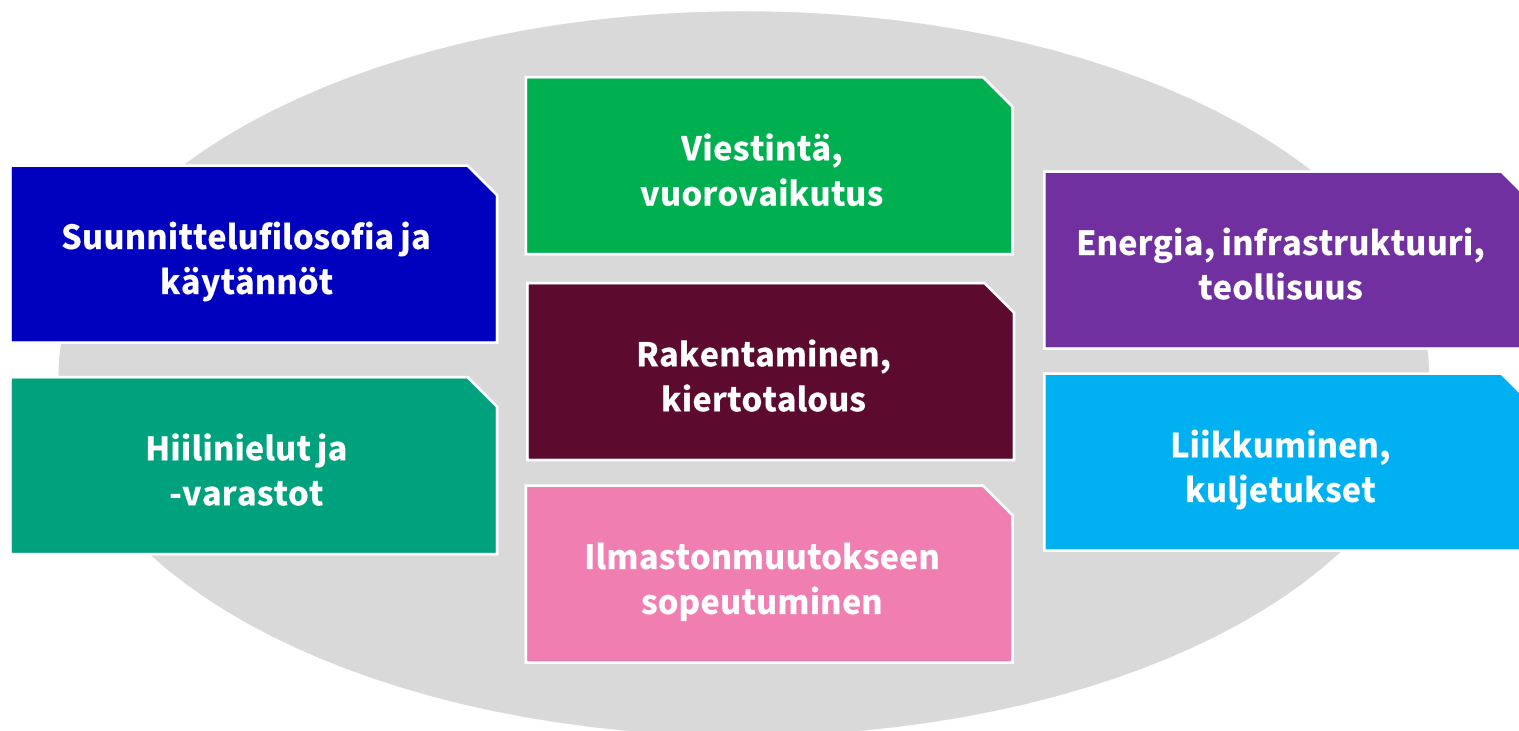 Viestintä,
vuorovaikutus
Suunnittelufilosofia ja
käytännöt
Energia, infrastruktuuri,
teollisuus
Rakentaminen,
kiertotalous
Hiilinielut ja
-varastot
Liikkuminen,
kuljetukset
Ilmastonmuutokseen
sopeutuminen